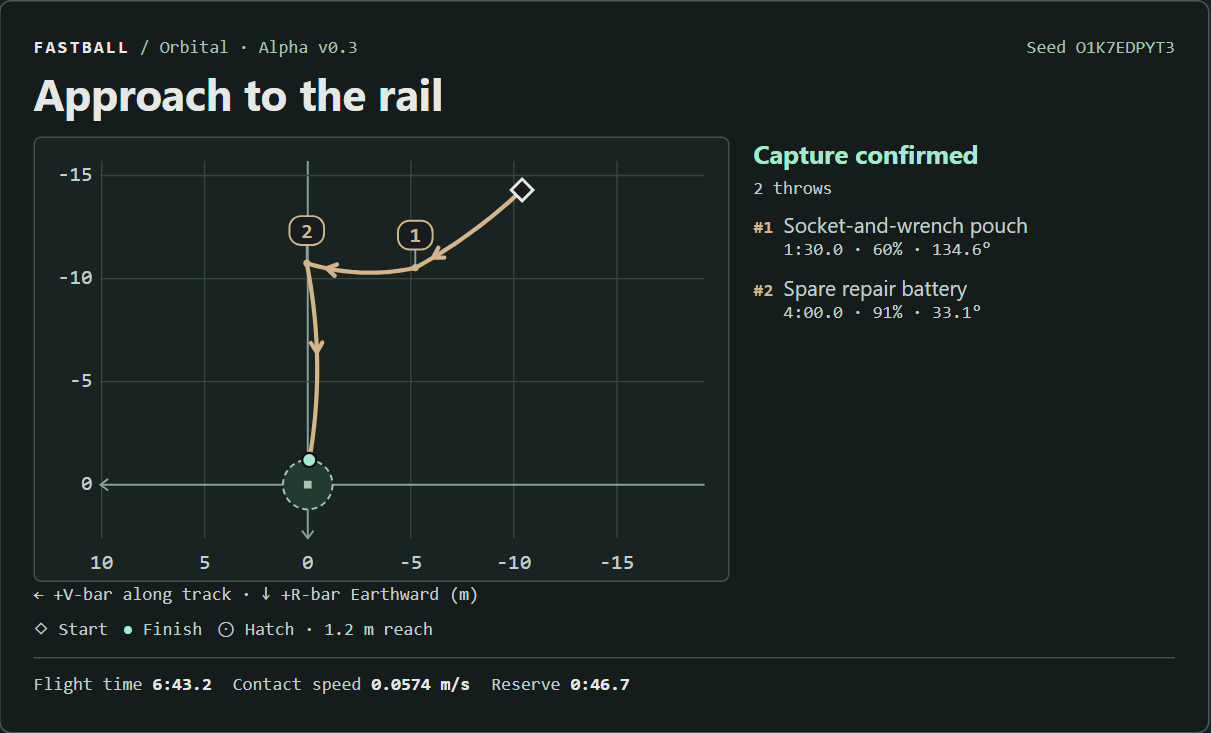 FASTBALL / Orbital · Alpha v0.3
Seed O1K7EDPYT3
Approach to the rail
-15
-10
-5
0
10 5 0 -5 -10 -15
2
1
← +V-bar along track · ↓ +R-bar Earthward (m)
◇ Start ● Finish ⊙ Hatch · 1.2 m reach
Capture confirmed
2 throws
#1 Socket-and-wrench pouch
1:30.0 · 60% · 134.6°
#2 Spare repair battery
4:00.0 · 91% · 33.1°
Flight time 6:43.2 Contact speed 0.0574 m/s Reserve 0:46.7